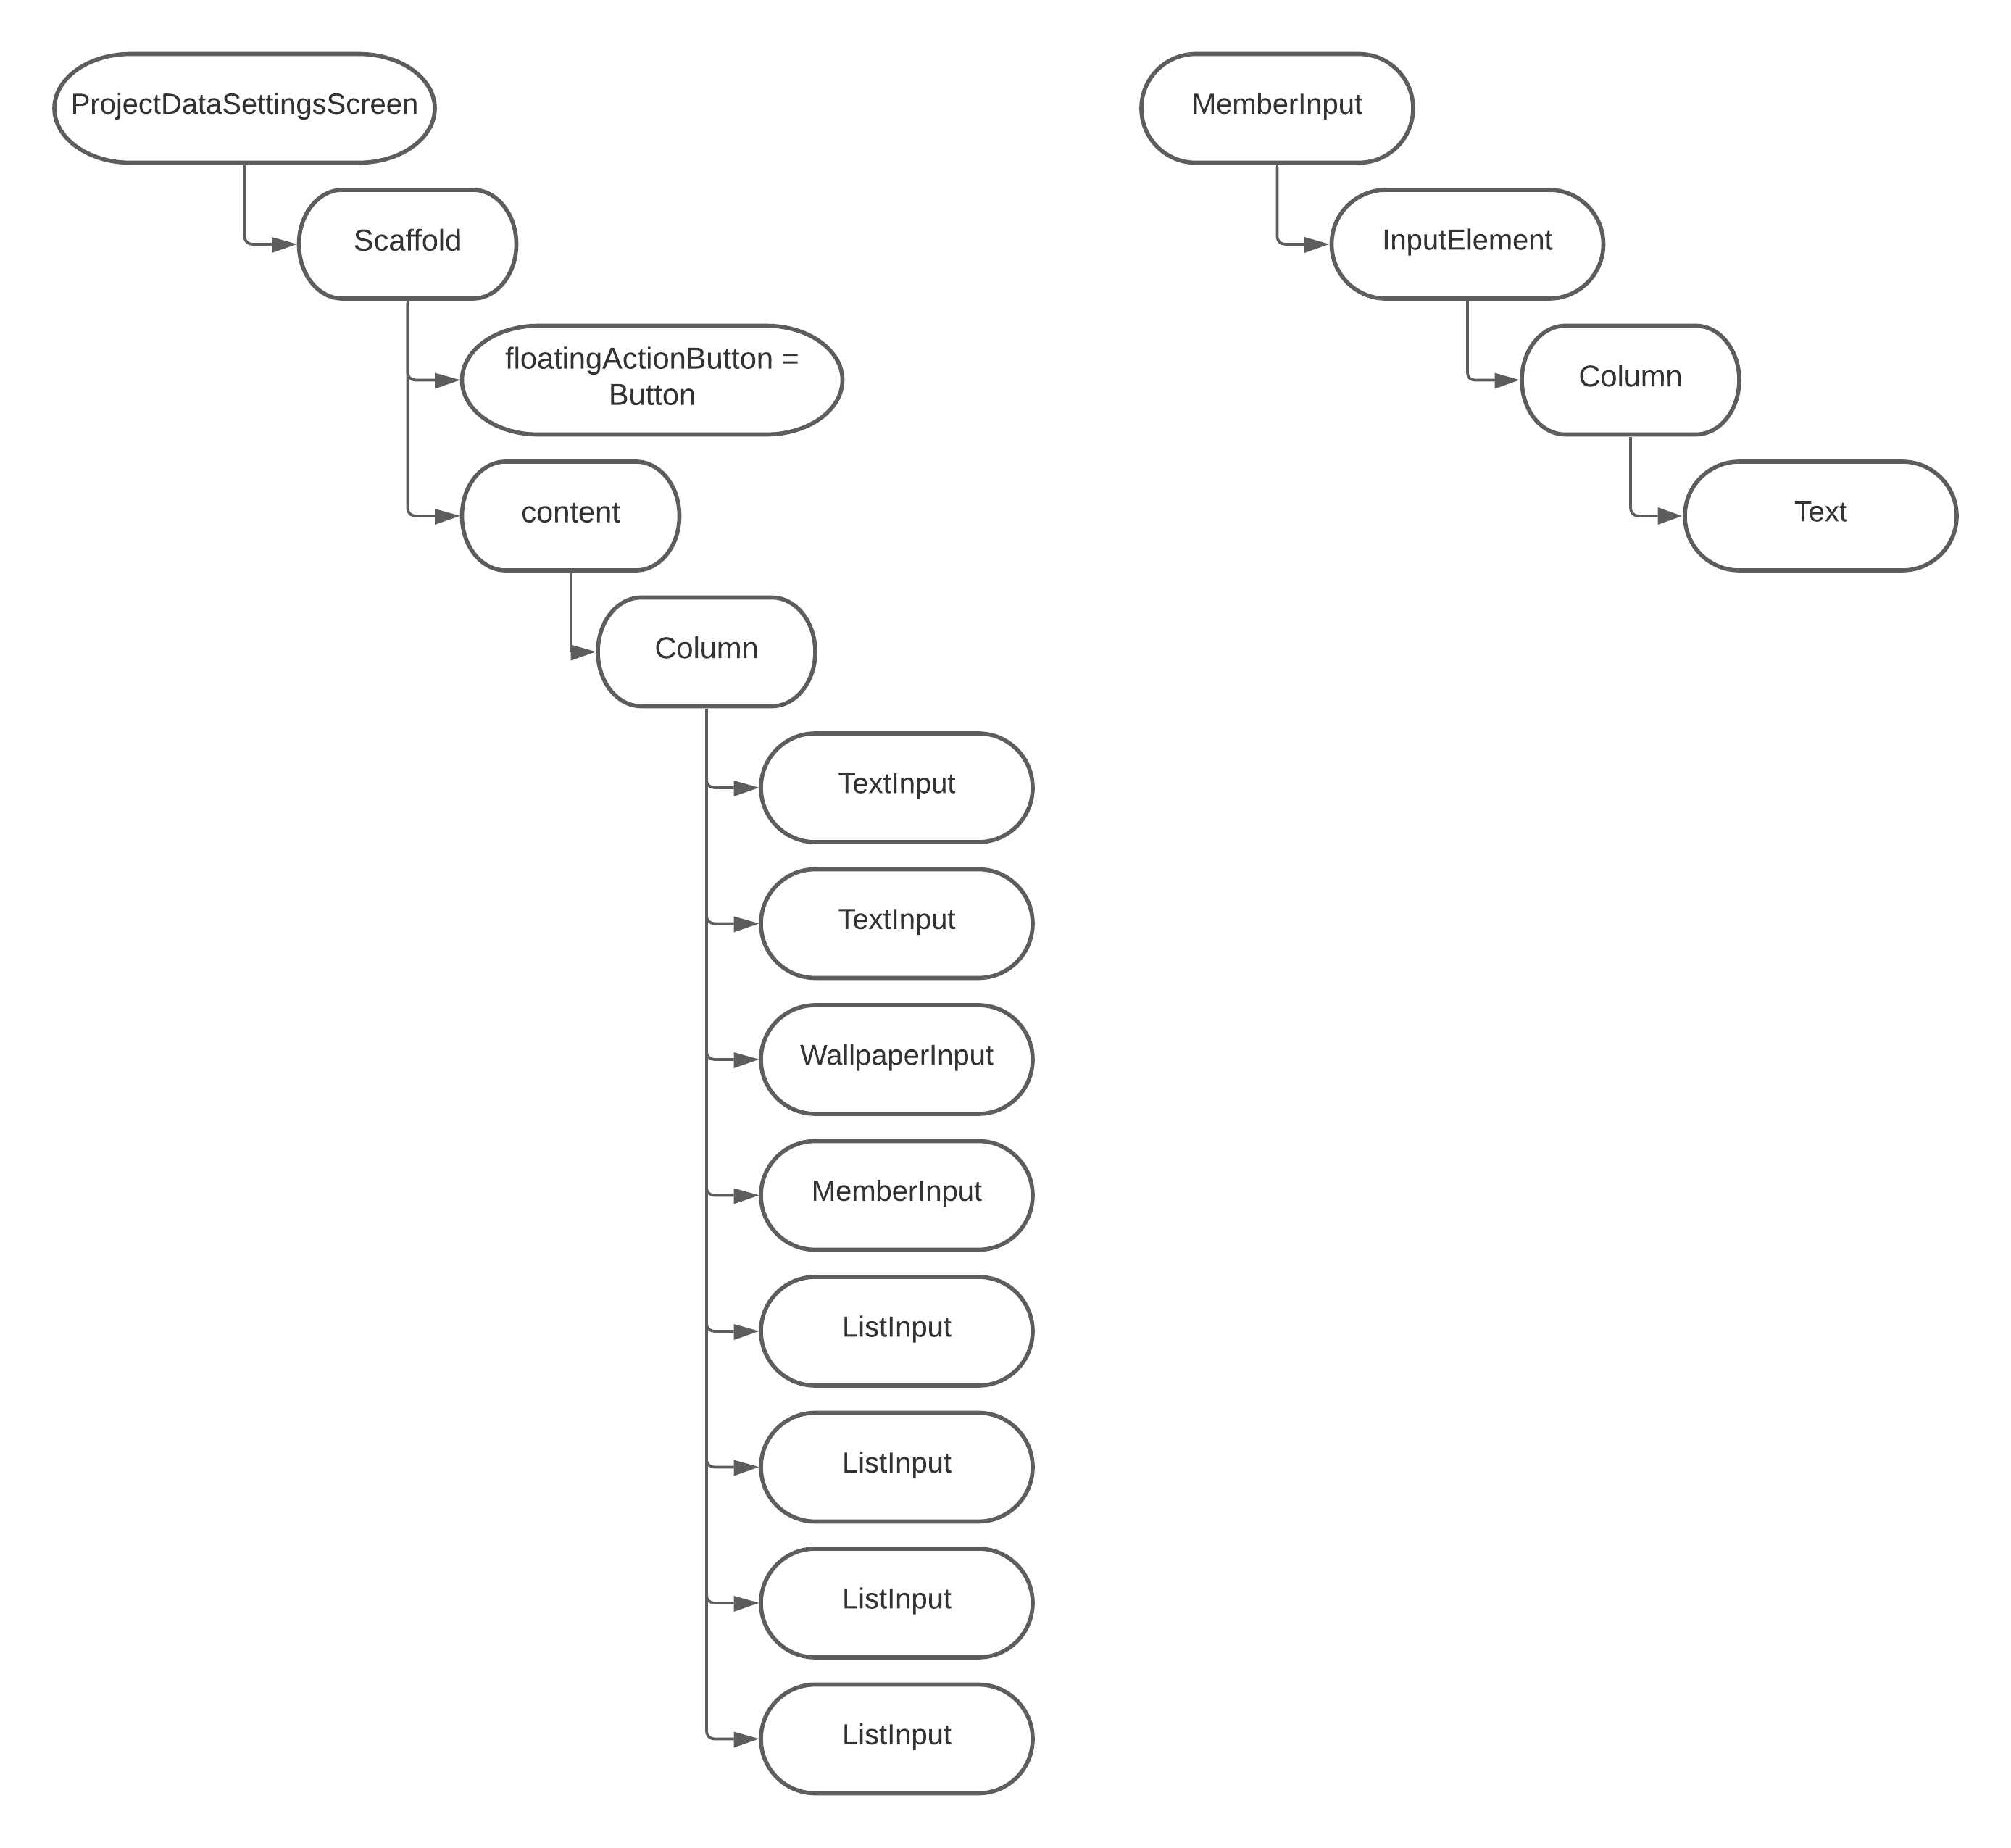 ProjectDataSettingsScreen
Scaffold
floatingActionButton =
Button
content
Column
TextInput
TextInput
WallpaperInput
MemberInput
ListInput
ListInput
ListInput
ListInput
MemberInput
InputElement
Column
Text